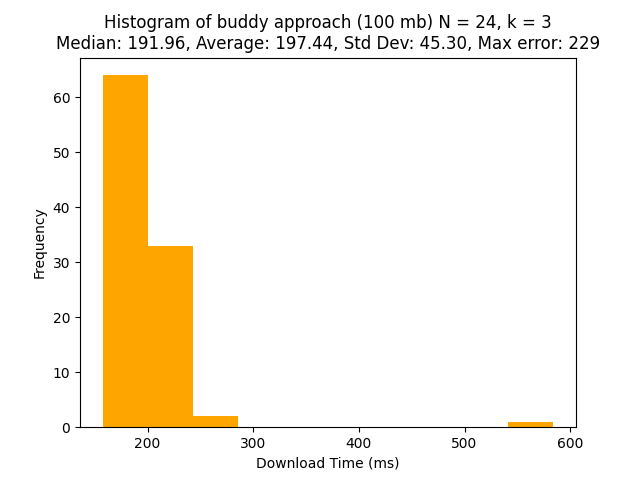 Histogram of buddy approach (100 mb) N = 24, k = 3
Median: 191.96, Average: 197.44, Std Dev: 45.30, Max error: 229
60
50
40
30
20
10
0
Frequency
200 300 400 500 600
Download Time (ms)